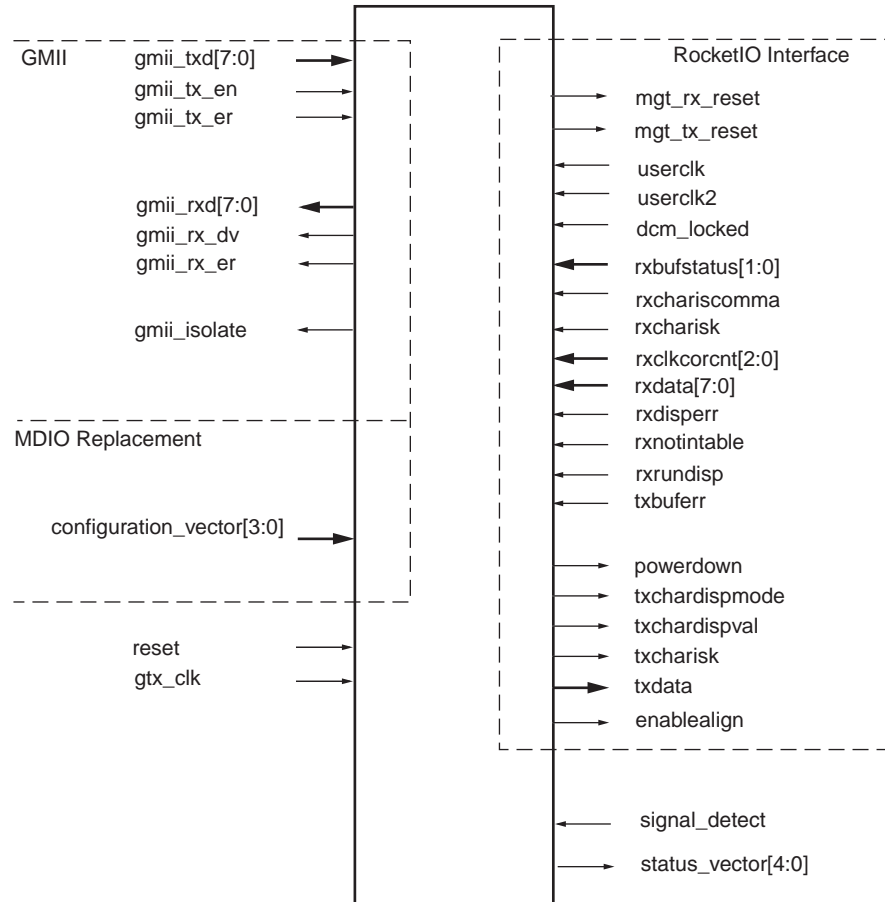 GMII
gmii_txd[7:0]
gmii_tx_en
gmii_tx_er
gmii_rxd[7:0]
gmii_rx_dv
gmii_rx_er
gmii_isolate
MDIO Replacement
configuration_vector[3:0]
reset
gtx_clk
RocketIO Interface
mgt_rx_reset
mgt_tx_reset
userclk
userclk2
dcm_locked
rxbufstatus[1:0]
rxchariscomma
rxcharisk
rxclkcorcnt[2:0]
rxdata[7:0]
rxdisperr
rxnotintable
rxrundisp
txbuferr
powerdown
txchardispmode
txchardispval
txcharisk
txdata
enablealign
signal_detect
status_vector[4:0]